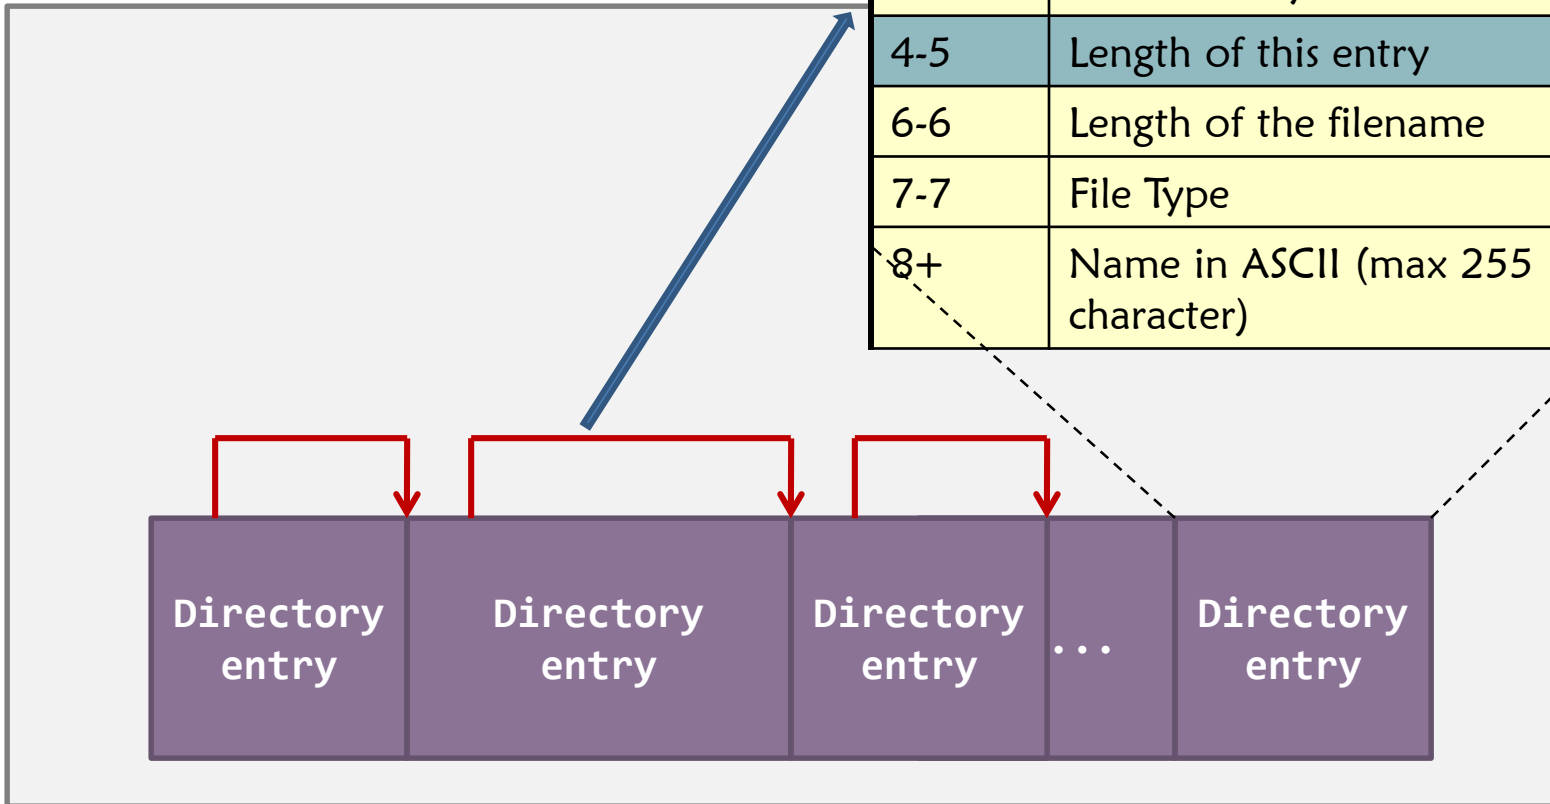 4-5 Length of this entry
6-6 Length of the filename
7-7 File Type
8+ Name in ASCII (max 255
character)
Directory entry
Directory entry
Directory entry
...
Directory entry